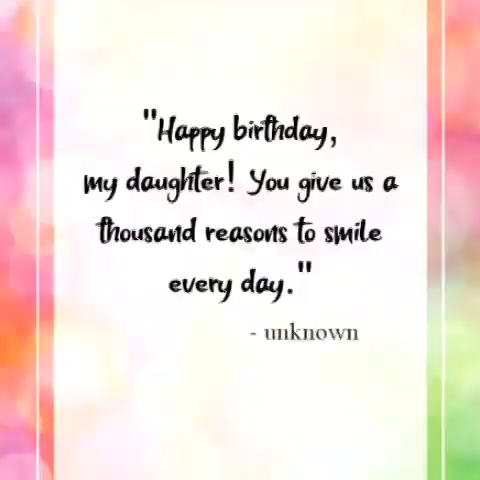 "Happy birthday,
my daughter! You give us a
thousand reasons to smile
every day."
- unknown